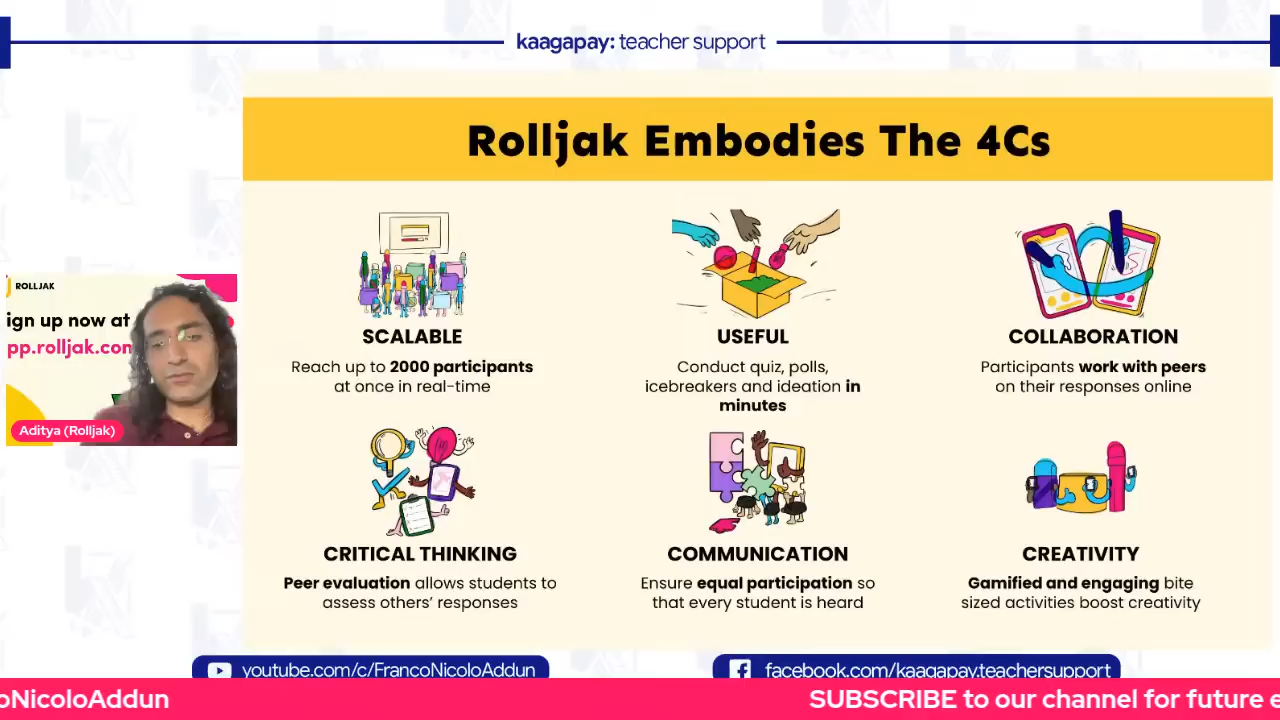 kaagapay: teacher support
Rolljak Embodies The 4Cs
SCALABLE
Reach up to 2000 participants
at once in real-time
USEFUL
Conduct quiz, polls,
icebreakers and ideation in
minutes
COLLABORATION
Participants work with peers
on their responses online
ROLLJAK
ign up now at
pp.rolljak.com
Aditya (Rolljak)
CRITICAL THINKING
Peer evaluation allows students to
assess others' responses
COMMUNICATION
Ensure equal participation so
that every student is heard
CREATIVITY
Gamified and engaging bite
sized activities boost creativity
youtube.com/c/FrancoNicoloAddun
facebook.com/kaagapay.teachersupport
oNicoloAddun
SUBSCRIBE to our channel for future e